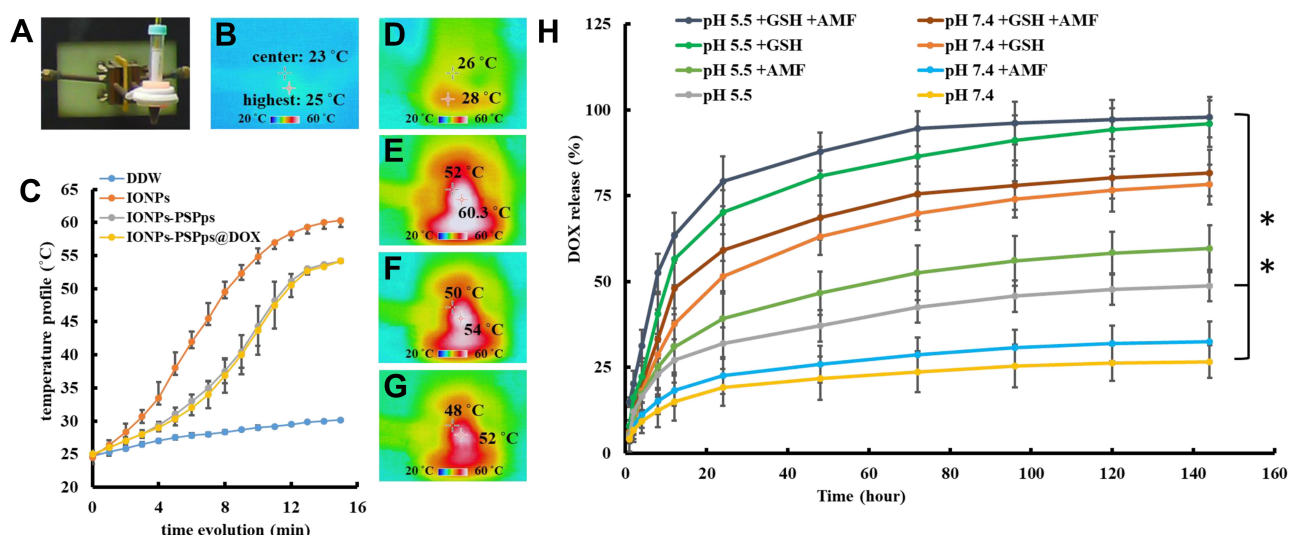 A
B
center: 23 °C
highest: 25 °C
20 °C 60 °C
C
DDW
IONPs
IONPs-PSPps
IONPs-PSPps@DOX
temperature profile (°C)
65
60
55
50
45
40
35
30
25
20
0 4 8 12 16
time evolution (min)
D
26 °C
28 °C
20 °C 60 °C
E
52 °C
60.3 °C
20 °C 60 °C
F
50 °C
54 °C
20 °C 60 °C
G
48 °C
52 °C
20 °C 60 °C
H
pH 5.5 +GSH +AMF
pH 7.4 +GSH +AMF
pH 5.5 +GSH
pH 7.4 +GSH
pH 5.5 +AMF
pH 7.4 +AMF
pH 5.5
pH 7.4
DOX release (%)
125
100
75
50
25
0
0 20 40 60 80 100 120 140 160
Time (hour)
*
*